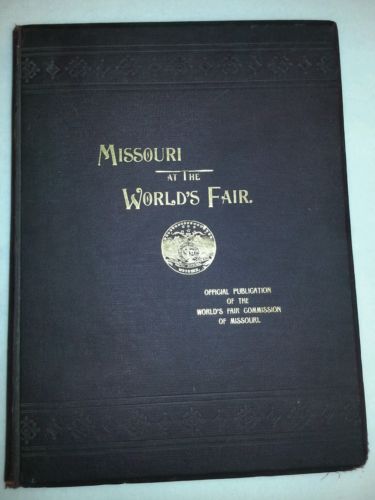 MISSOURI
AT THE
WORLD'S FAIR.
OFFICIAL PUBLICATION
OF THE
WORLD'S FAIR COMMISSION
OF MISSOURI.